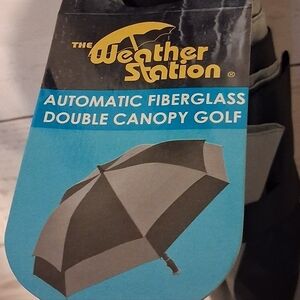 THE Weather
Station ®
AUTOMATIC FIBERGLASS
DOUBLE CANOPY GOLF